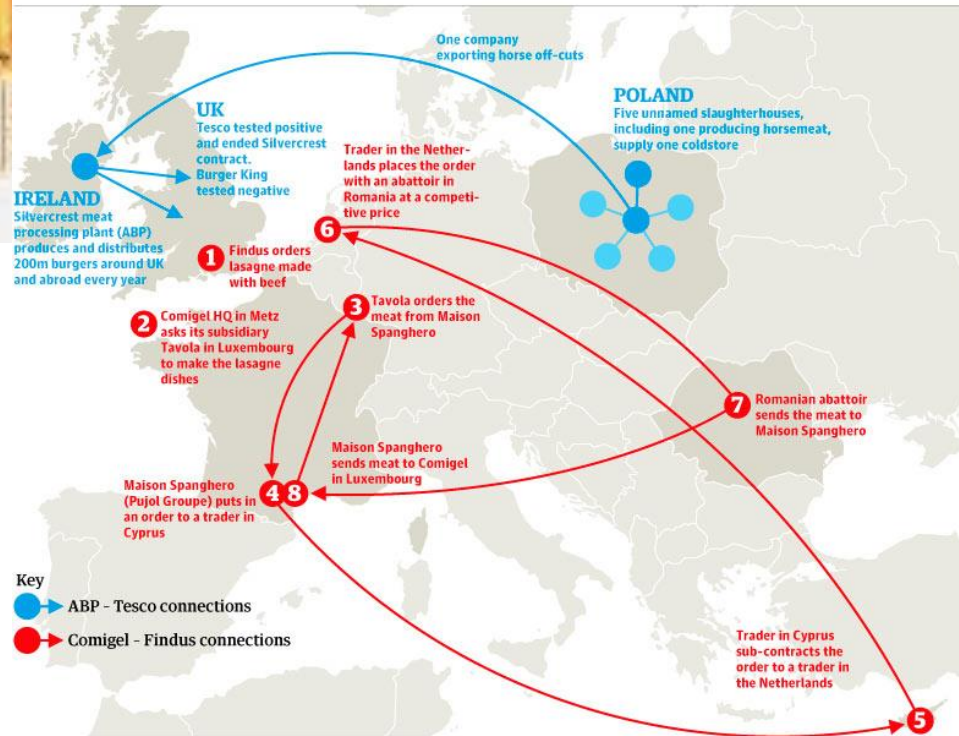 One company
exporting horse off-cuts
POLAND
Five unnamed slaughterhouses,
including one producing horsemeat,
supply one coldstore
UK
Tesco tested positive
and ended Silvercrest
contract.
Burger King
tested negative
IRELAND
Silvercrest meat
processing plant (ABP)
produces and distributes
200m burgers around UK
and abroad every year
Trader in the Nether-
lands places the order
with an abattoir in
Romania at a competi-
tive price
6
1
Findus orders
lasagne made
with beef
2
Comigel HQ in Metz
asks its subsidiary
Tavola in Luxembourg
to make the lasagne
dishes
3
Tavola orders the
meat from Maison
Spanghero
7
Romanian abattoir
sends the meat to
Maison Spanghero
Maison Spanghero
sends meat to Comigel
in Luxembourg
4 8
Maison Spanghero
(Pujol Groupe) puts in
an order to a trader in
Cyprus
Key
ABP - Tesco connections
Comigel - Findus connections
Trader in Cyprus
sub-contracts the
order to a trader in
the Netherlands
5